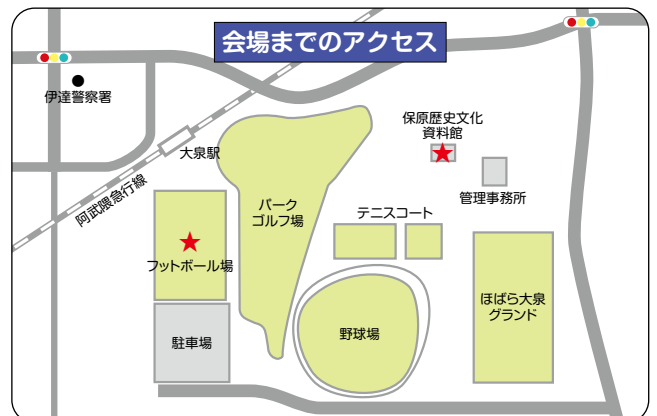 会場までのアクセス
伊達警察署
大泉駅
阿武隈急行線
保原歴史文化
資料館
管理事務所
パーク
ゴルフ場
テニスコート
フットボール場
駐車場
野球場
ほばら大泉
グランド